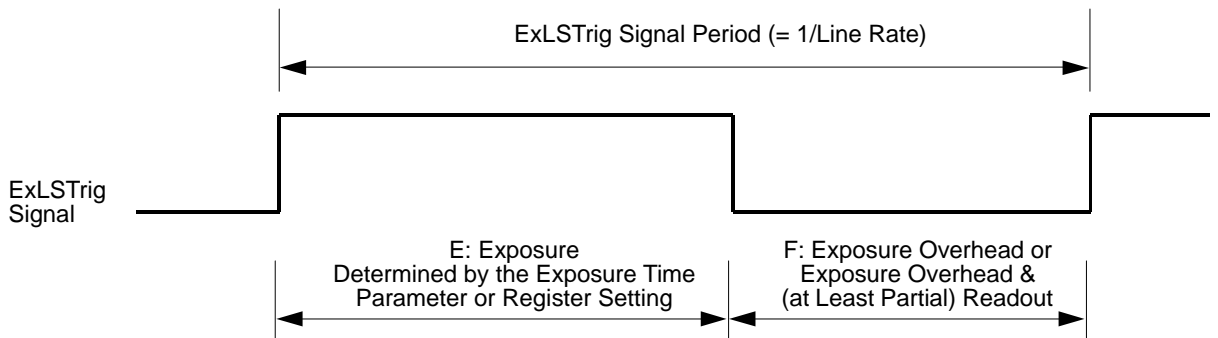 ExLSTrig Signal Period (= 1/Line Rate)
ExLSTrig
Signal
E: Exposure
Determined by the Exposure Time
Parameter or Register Setting
F: Exposure Overhead or
Exposure Overhead &
(at Least Partial) Readout